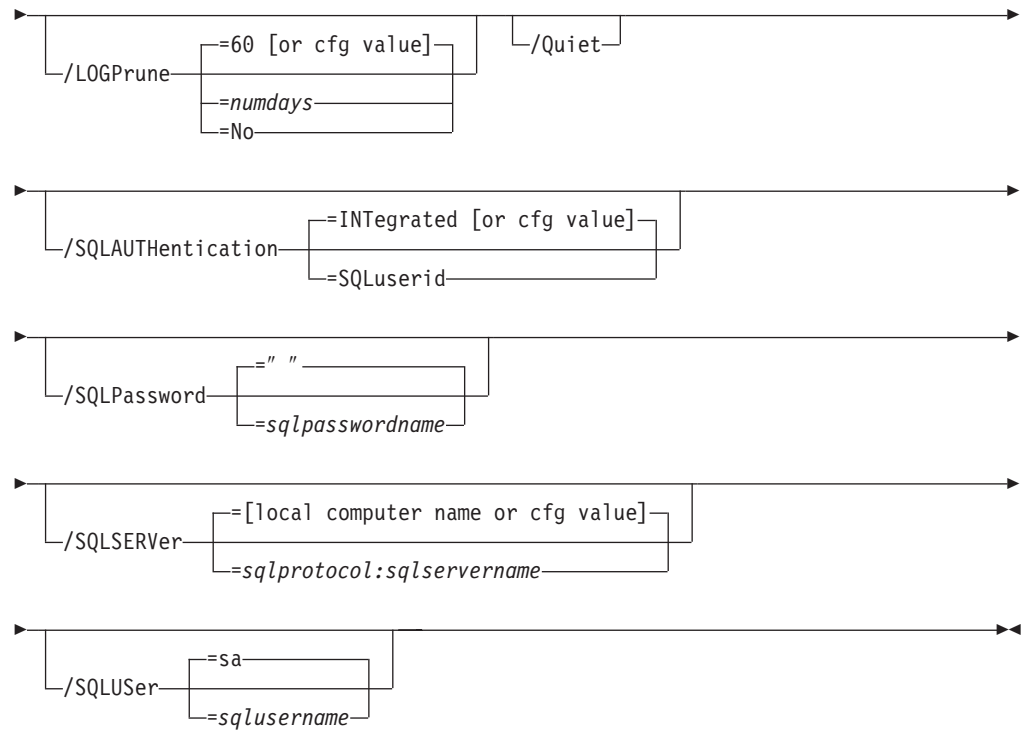 =60 [or cfg value]
/Quiet
/LOGPrune
=numdays
=No
=INTegrated [or cfg value]
/SQLAUTHentication
=SQLuserid
=" "
/SQLPassword
=sqlpasswordname
=[local computer name or cfg value]
/SQLSERVer
=sqlprotocol:sqlservername
=sa
/SQLUSer
=sqlusername